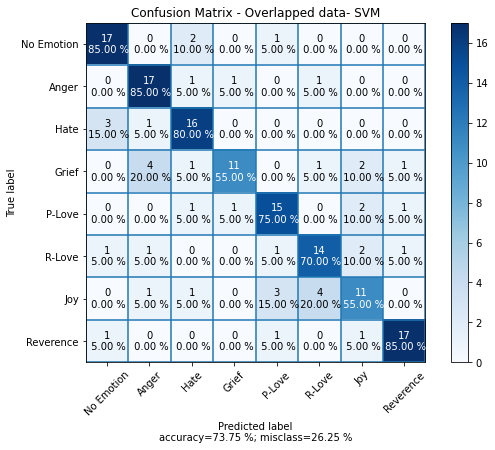 Confusion Matrix - Overlapped data- SVM
No Emotion 17 0 2 0 1 0 0 0 16
85.00 % 0.00 % 10.00 % 0.00 % 5.00 % 0.00 % 0.00 % 0.00 %
Anger 0 17 1 1 0 1 0 0 14
0.00 % 85.00 % 5.00 % 5.00 % 0.00 % 5.00 % 0.00 % 0.00 %
Hate 3 1 16 0 0 0 0 0 12
15.00 % 5.00 % 80.00 % 0.00 % 0.00 % 0.00 % 0.00 % 0.00 %
Grief 0 4 1 11 0 1 2 1 10
0.00 % 20.00 % 5.00 % 55.00 % 0.00 % 5.00 % 10.00 % 5.00 %
True label
P-Love 0 0 1 1 15 0 2 1 8
0.00 % 0.00 % 5.00 % 5.00 % 75.00 % 0.00 % 10.00 % 5.00 %
R-Love 1 1 0 0 1 14 2 1 6
5.00 % 5.00 % 0.00 % 0.00 % 5.00 % 70.00 % 10.00 % 5.00 %
Joy 0 1 1 0 3 4 11 0 4
0.00 % 5.00 % 5.00 % 0.00 % 15.00 % 20.00 % 55.00 % 0.00 %
Reverence 1 0 0 0 1 0 1 17 2
5.00 % 0.00 % 0.00 % 0.00 % 5.00 % 0.00 % 5.00 % 85.00 %
0
No Emotion Anger Hate Grief P-Love R-Love Joy Reverence
Predicted label
accuracy=73.75 %; misclass=26.25 %